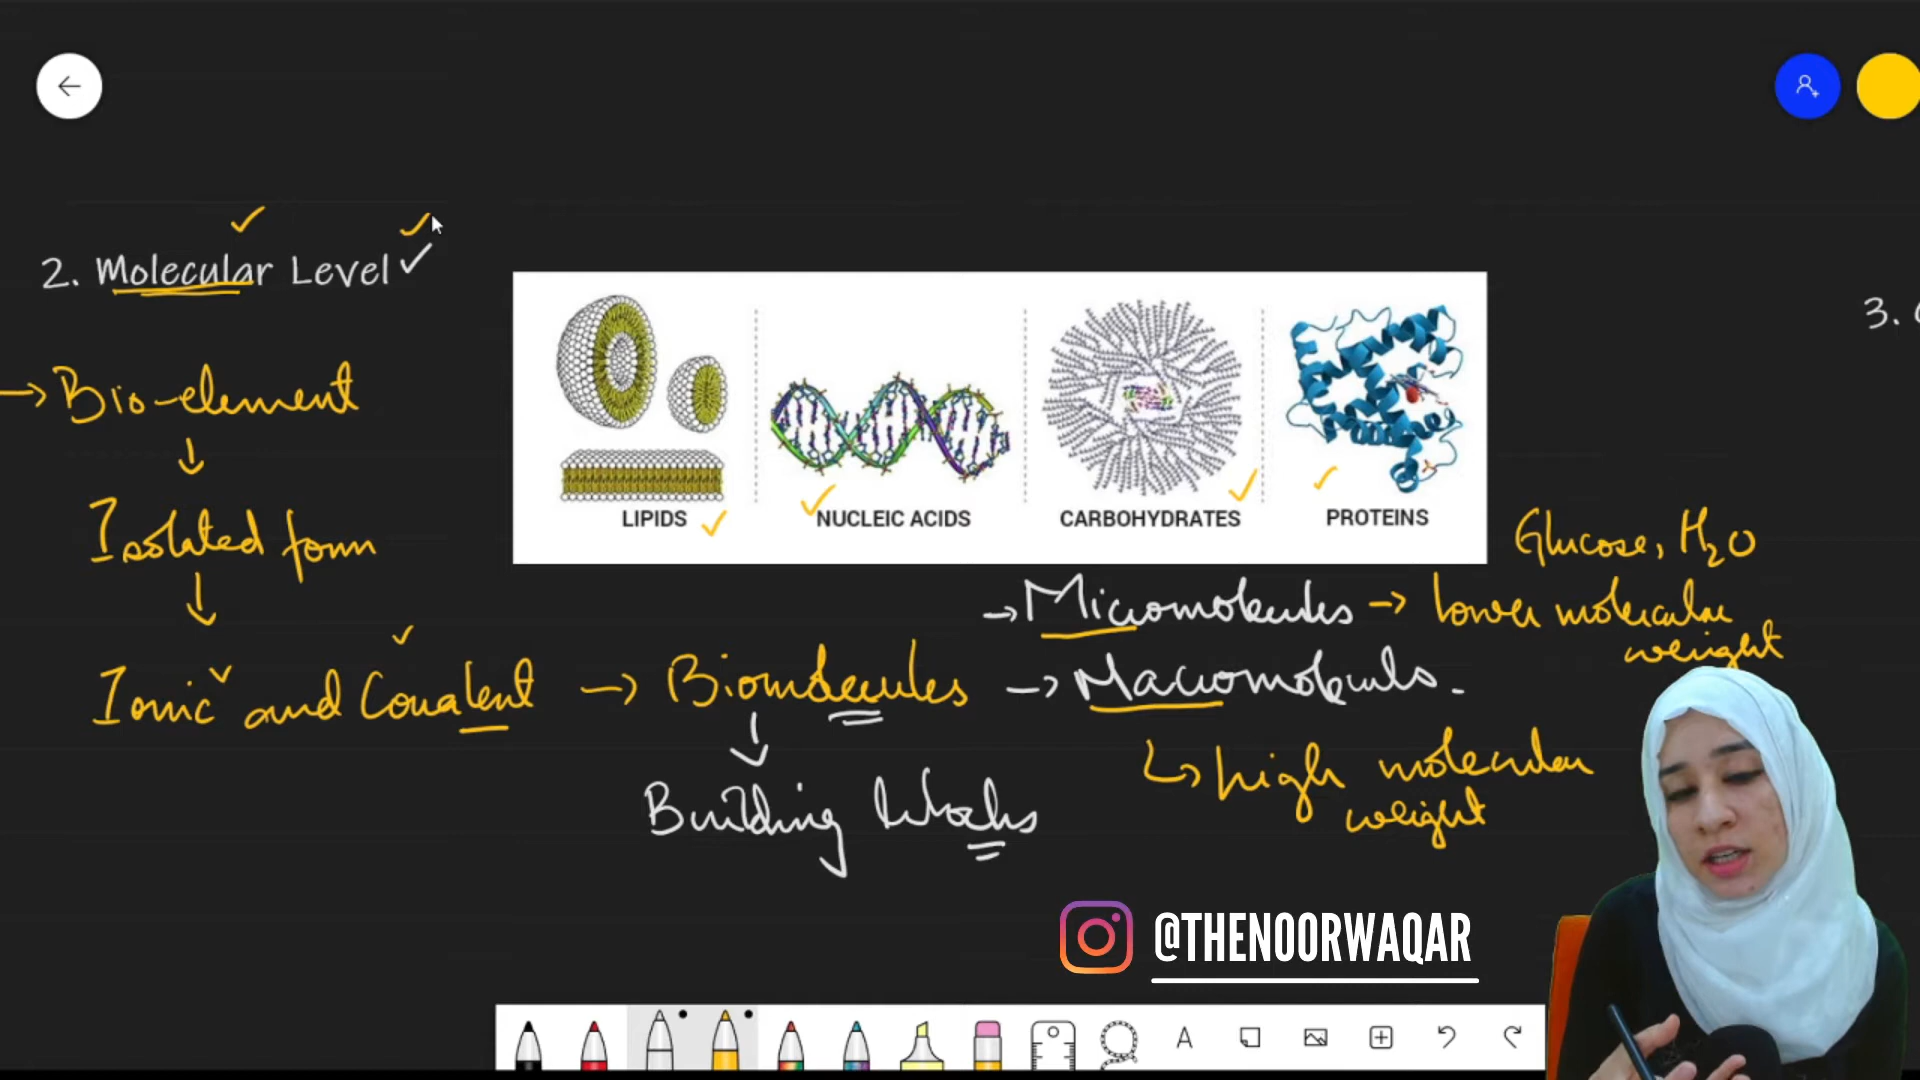 2. Molecular Level
3.
→ Bio-element
↓
Isolated form
↓
Ionic and Covalent → Biomolecules
↓
Building blocks
LIPIDS
NUCLEIC ACIDS
CARBOHYDRATES
PROTEINS
Glucose, H₂O
→ Micromolecules → lower molecular
weight
→ Macromolecules.
↳ high molecular
weight
@THENOORWAQAR
A